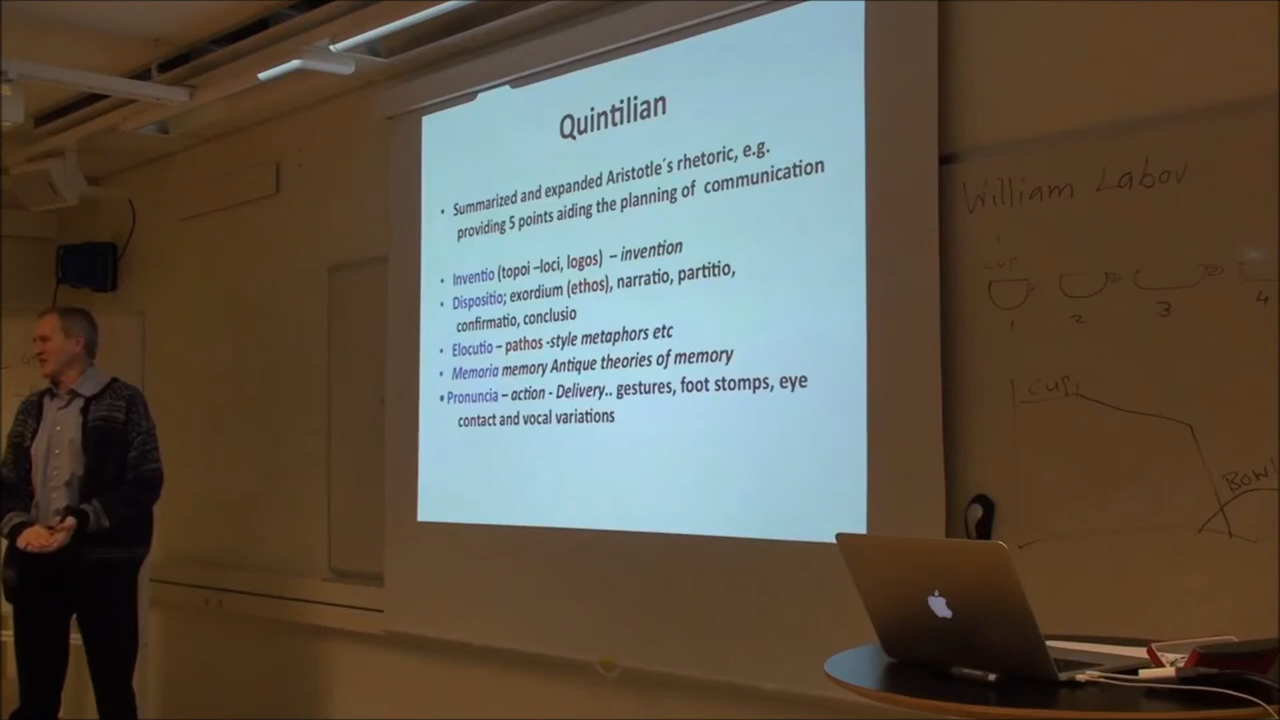 Quintilian
• Summarized and expanded Aristotle´s rhetoric, e.g.
providing 5 points aiding the planning of communication
• Inventio (topoi –loci, logos) – invention
• Dispositio; exordium (ethos), narratio, partitio,
confirmatio, conclusio
• Elocutio – pathos -style metaphors etc
• Memoria memory Antique theories of memory
• Pronuncia – action - Delivery.. gestures, foot stomps, eye
contact and vocal variations
William Labov
CUP
1 2 3 4
CUP
BOWL